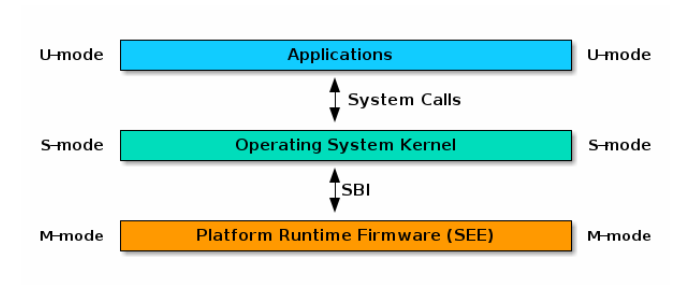 U-mode Applications U-mode
System Calls
S-mode Operating System Kernel S-mode
SBI
M-mode Platform Runtime Firmware (SEE) M-mode